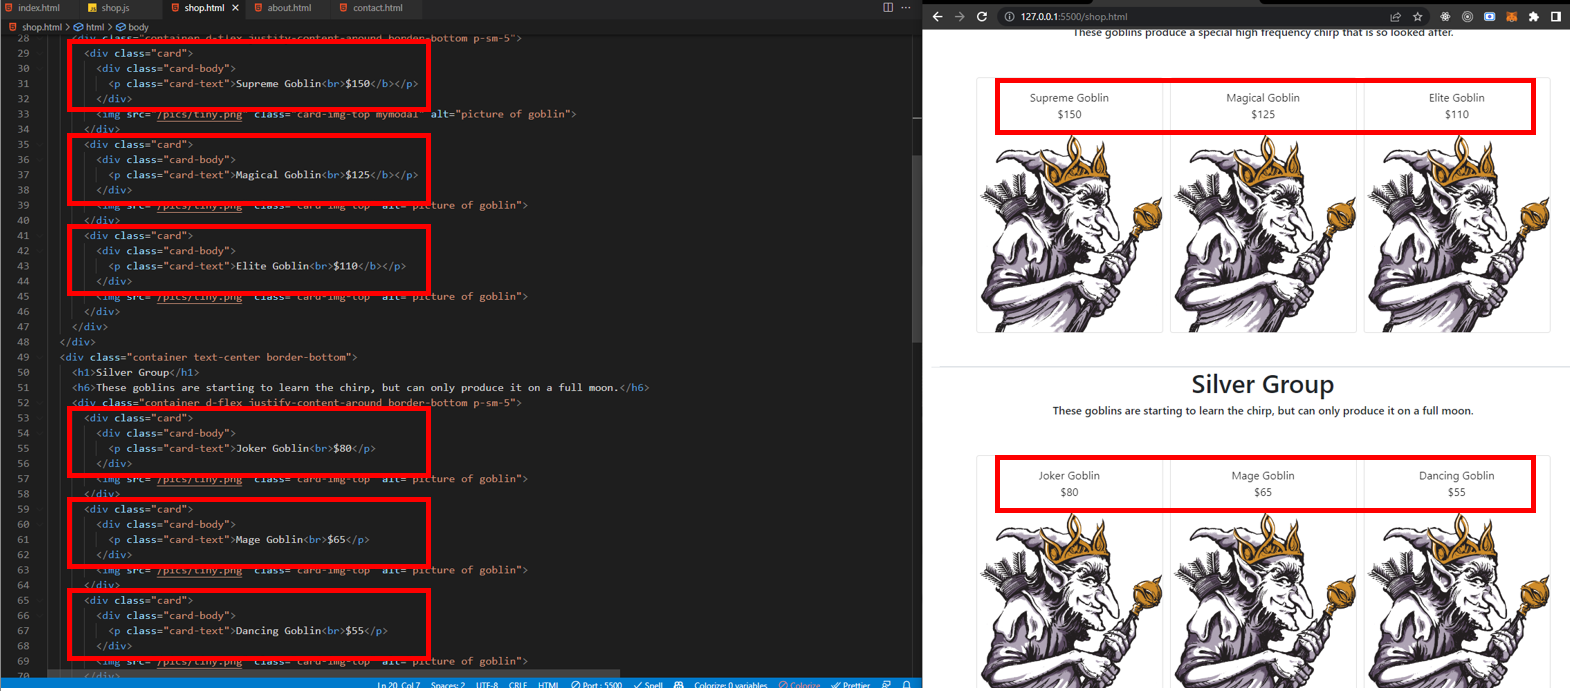 index.html
shop.js
shop.html
about.html
contact.html
shop.html > html > body
28 <div class="container d-flex justify-content-around border-bottom p-sm-5">
29 <div class="card">
30 <div class="card-body">
31 <p class="card-text">Supreme Goblin<br>$150</b></p>
32 </div>
33 <img src="/pics/tiny.png" class="card-img-top mymodal" alt="picture of goblin">
34 </div>
35 <div class="card">
36 <div class="card-body">
37 <p class="card-text">Magical Goblin<br>$125</b></p>
38 </div>
39 <img src="/pics/tiny.png" class="card-img-top" alt="picture of goblin">
40 </div>
41 <div class="card">
42 <div class="card-body">
43 <p class="card-text">Elite Goblin<br>$110</b></p>
44 </div>
45 <img src="/pics/tiny.png" class="card-img-top" alt="picture of goblin">
46 </div>
47 </div>
48 </div>
49 <div class="container text-center border-bottom">
50 <h1>Silver Group</h1>
51 <h6>These goblins are starting to learn the chirp, but can only produce it on a full moon.</h6>
52 <div class="container d-flex justify-content-around border-bottom p-sm-5">
53 <div class="card">
54 <div class="card-body">
55 <p class="card-text">Joker Goblin<br>$80</p>
56 </div>
57 <img src="/pics/tiny.png" class="card-img-top" alt="picture of goblin">
58 </div>
59 <div class="card">
60 <div class="card-body">
61 <p class="card-text">Mage Goblin<br>$65</p>
62 </div>
63 <img src="/pics/tiny.png" class="card-img-top" alt="picture of goblin">
64 </div>
65 <div class="card">
66 <div class="card-body">
67 <p class="card-text">Dancing Goblin<br>$55</p>
68 </div>
69 <img src="/pics/tiny.png" class="card-img-top" alt="picture of goblin">
70 </div>
Ln 20, Col 7 Spaces: 2 UTF-8 CRLF HTML Port : 5500 Spell Colorize: 0 variables Colorize Prettier
127.0.0.1:5500/shop.html
These goblins produce a special high frequency chirp that is so looked after.
Supreme Goblin
$150
Magical Goblin
$125
Elite Goblin
$110
Silver Group
These goblins are starting to learn the chirp, but can only produce it on a full moon.
Joker Goblin
$80
Mage Goblin
$65
Dancing Goblin
$55